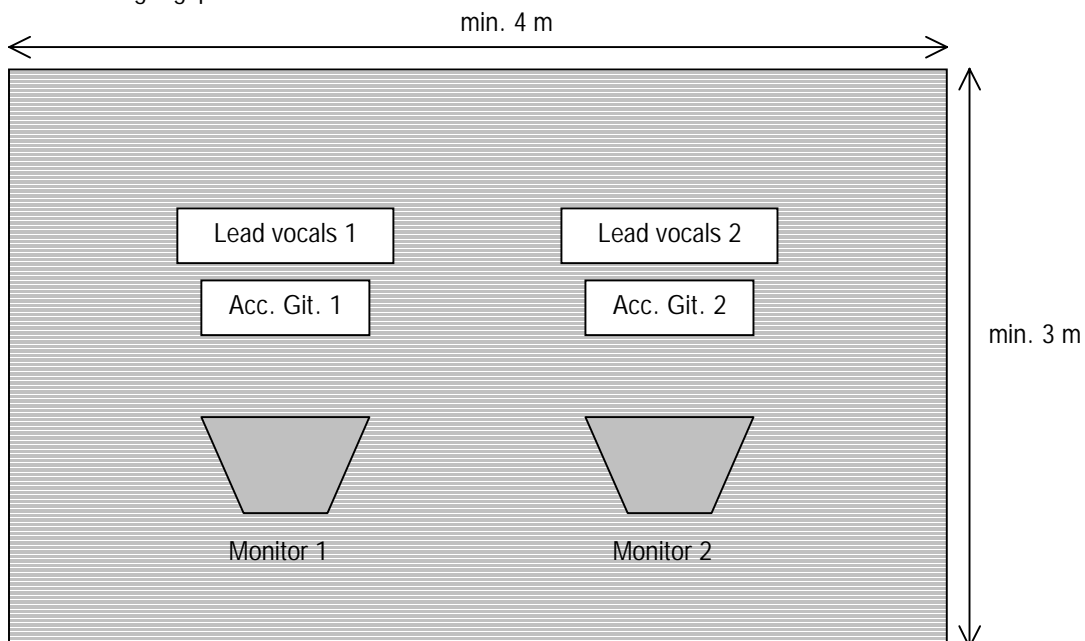 min. 4 m
Lead vocals 1 Lead vocals 2
Acc. Git. 1 Acc. Git. 2
min. 3 m
Monitor 1 Monitor 2